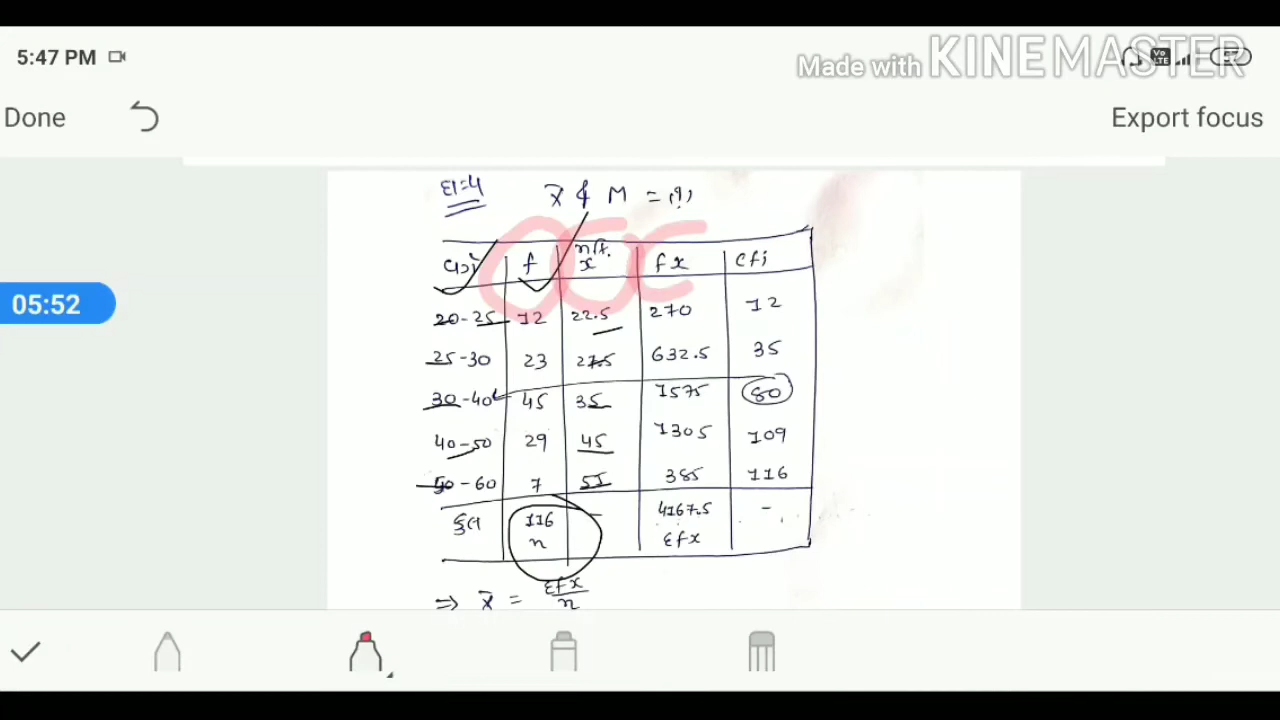 5:47 PM
Made with KINEMASTER
Done
Export focus
05:52
દા=4 x̄ & M = (?)
વર્ગ f x fx cfi
20-25 12 22.5 270 12
25-30 23 27.5 632.5 35
30-40 45 35 1575 80
40-50 29 45 1305 109
50-60 7 55 385 116
કુલ 116 4167.5 -
n Σfx
⇒ x̄ = Σfx
n